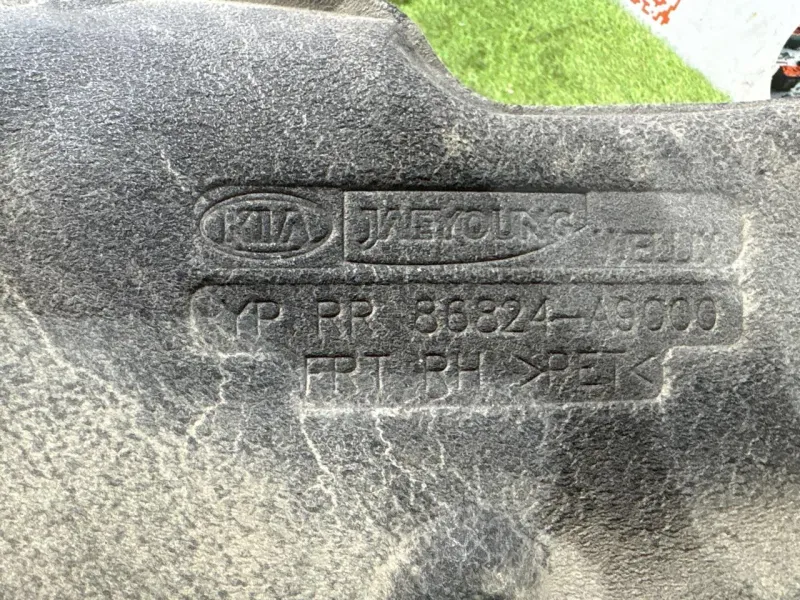 KIA JAEYOUNG
YP RR 86824-A9000
FRT RH >PET<